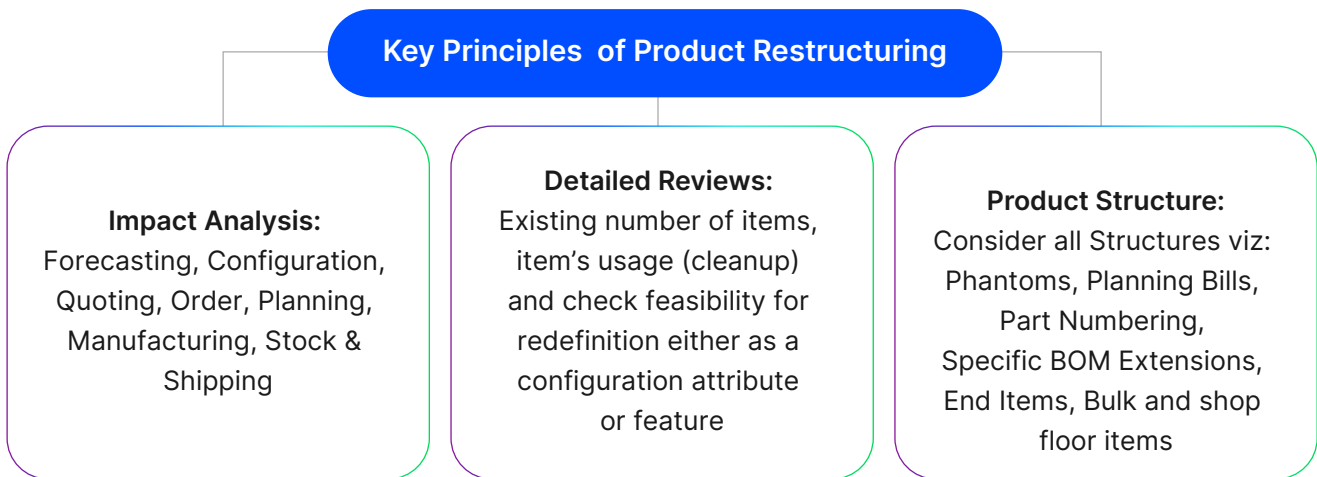 Key Principles  of Product Restructuring
Impact Analysis:
Forecasting, Configuration,
Quoting, Order, Planning,
Manufacturing, Stock &
Shipping
Detailed Reviews:
Existing number of items,
item’s usage (cleanup)
and check feasibility for
redefinition either as a
configuration attribute
or feature
Product Structure:
Consider all Structures viz:
Phantoms, Planning Bills,
Part Numbering,
Specific BOM Extensions,
End Items, Bulk and shop
floor items